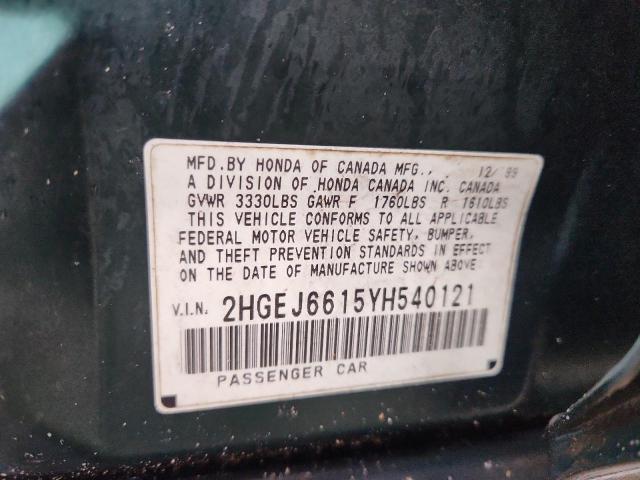 MFD.BY HONDA OF CANADA MFG., 12/99
A DIVISION OF HONDA CANADA INC. CANADA
GVWR 3330LBS GAWR F 1760LBS R 1610LBS
THIS VEHICLE CONFORMS TO ALL APPLICABLE
FEDERAL MOTOR VEHICLE SAFETY, BUMPER,
AND THEFT PREVENTION STANDARDS IN EFFECT
ON THE DATE OF MANUFACTURE SHOWN ABOVE
V.I.N. 2HGEJ6615YH540121
PASSENGER CAR